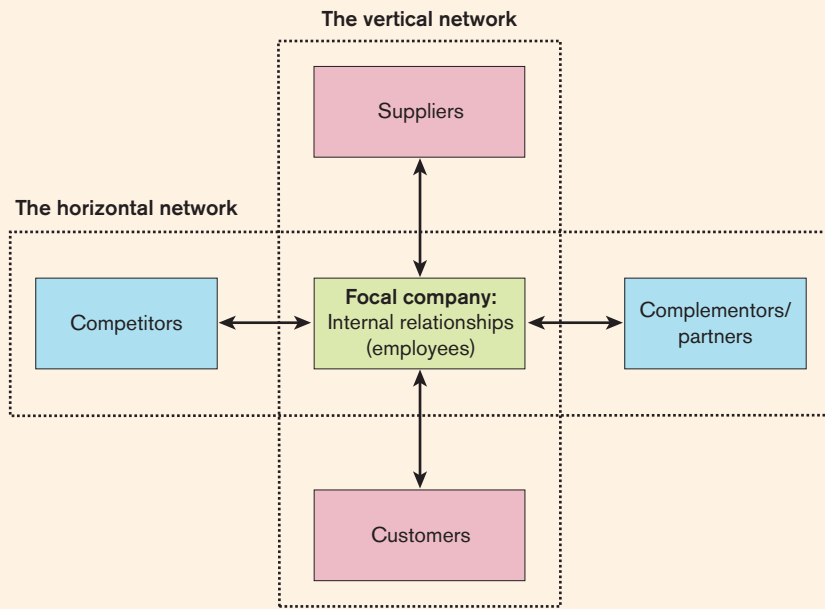 The vertical network
Suppliers
The horizontal network
Competitors
Focal company:
Internal relationships
(employees)
Complementors/
partners
Customers